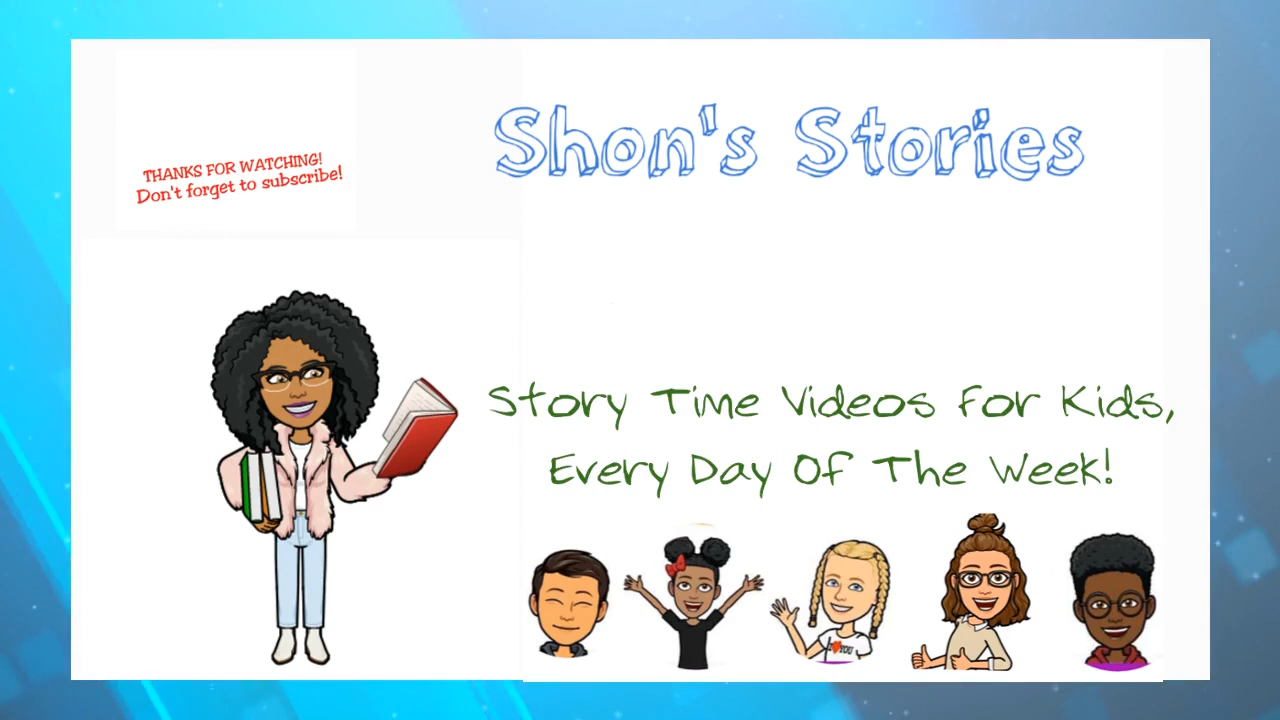 Shon's Stories
THANKS FOR WATCHING!
Don't forget to subscribe!
Story Time Videos for Kids,
Every Day Of The Week!
I❤YOU